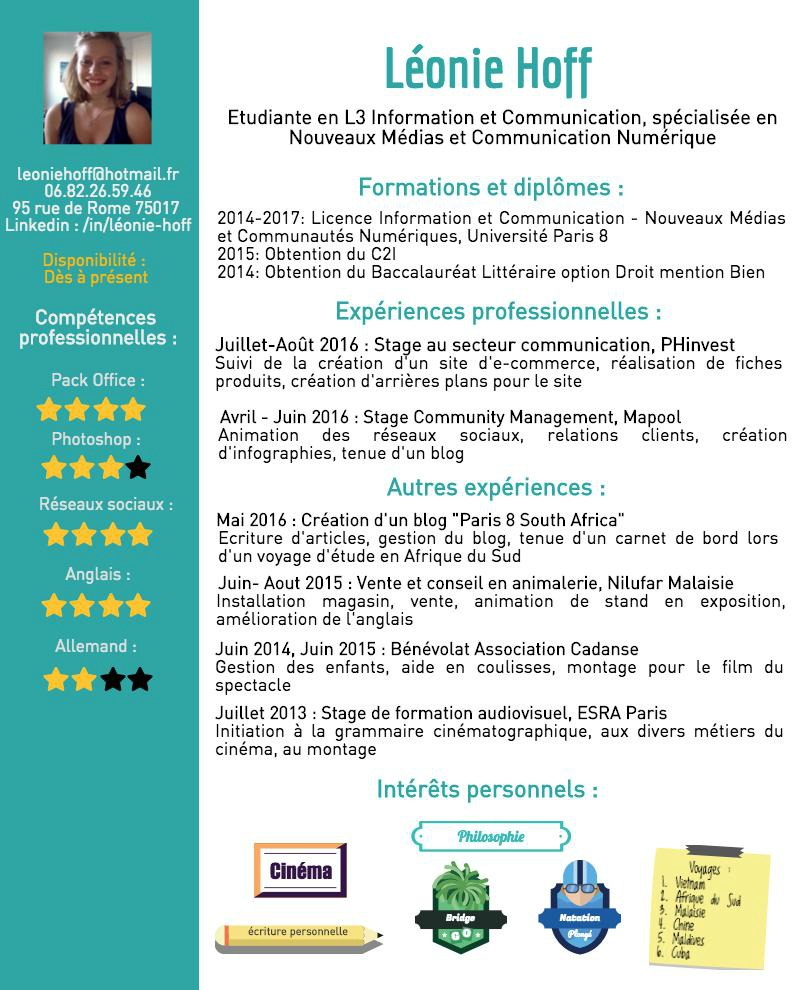 leoniehoff@hotmail.fr
06.82.26.59.46
95 rue de Rome 75017
Linkedin : /in/léonie-hoff
Disponibilité :
Dès à présent
Compétences
professionnelles :
Pack Office :
Photoshop :
Réseaux sociaux :
Anglais :
Allemand :
Léonie Hoff
Etudiante en L3 Information et Communication, spécialisée en
Nouveaux Médias et Communication Numérique
Formations et diplômes :
2014-2017: Licence Information et Communication - Nouveaux Médias
et Communautés Numériques, Université Paris 8
2015: Obtention du C2I
2014: Obtention du Baccalauréat Littéraire option Droit mention Bien
Expériences professionnelles :
Juillet-Août 2016 : Stage au secteur communication, PHinvest
Suivi de la création d'un site d'e-commerce, réalisation de fiches
produits, création d'arrières plans pour le site
Avril - Juin 2016 : Stage Community Management, Mapool
Animation des réseaux sociaux, relations clients, création
d'infographies, tenue d'un blog
Autres expériences :
Mai 2016 : Création d'un blog "Paris 8 South Africa"
Ecriture d'articles, gestion du blog, tenue d'un carnet de bord lors
d'un voyage d'étude en Afrique du Sud
Juin- Aout 2015 : Vente et conseil en animalerie, Nilufar Malaisie
Installation magasin, vente, animation de stand en exposition,
amélioration de l'anglais
Juin 2014, Juin 2015 : Bénévolat Association Cadanse
Gestion des enfants, aide en coulisses, montage pour le film du
spectacle
Juillet 2013 : Stage de formation audiovisuel, ESRA Paris
Initiation à la grammaire cinématographique, aux divers métiers du
cinéma, au montage
Intérêts personnels :
Philosophie
Cinéma
écriture personnelle
Bridge
Natation
Plongé
Voyages :
1. Vietnam
2. Afrique du Sud
3. Malaisie
4. Chine
5. Maldives
6. Cuba